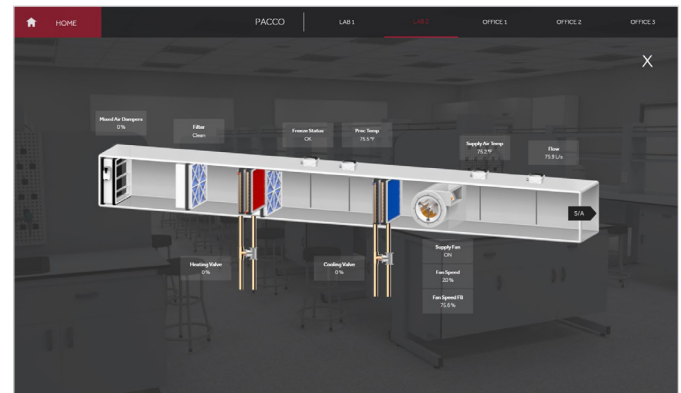 HOME
PACCO
LAB 1
LAB 2
OFFICE 1
OFFICE 2
OFFICE 3
X
Mixed Air Dampers
0%
Filter
Clean
Freeze Status
OK
Prec Temp
75.5 °F
Supply Air Temp
75.2 °F
Flow
75.9 L/s
S/A
Heating Valve
0%
Cooling Valve
0%
Supply Fan
ON
Fan Speed
20%
Fan Speed FB
75.6%